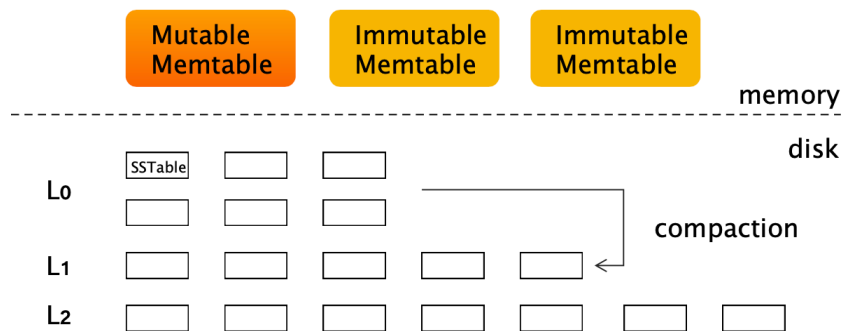 Mutable
Memtable
Immutable
Memtable
Immutable
Memtable
memory
disk
SSTable
L0
compaction
L1
L2